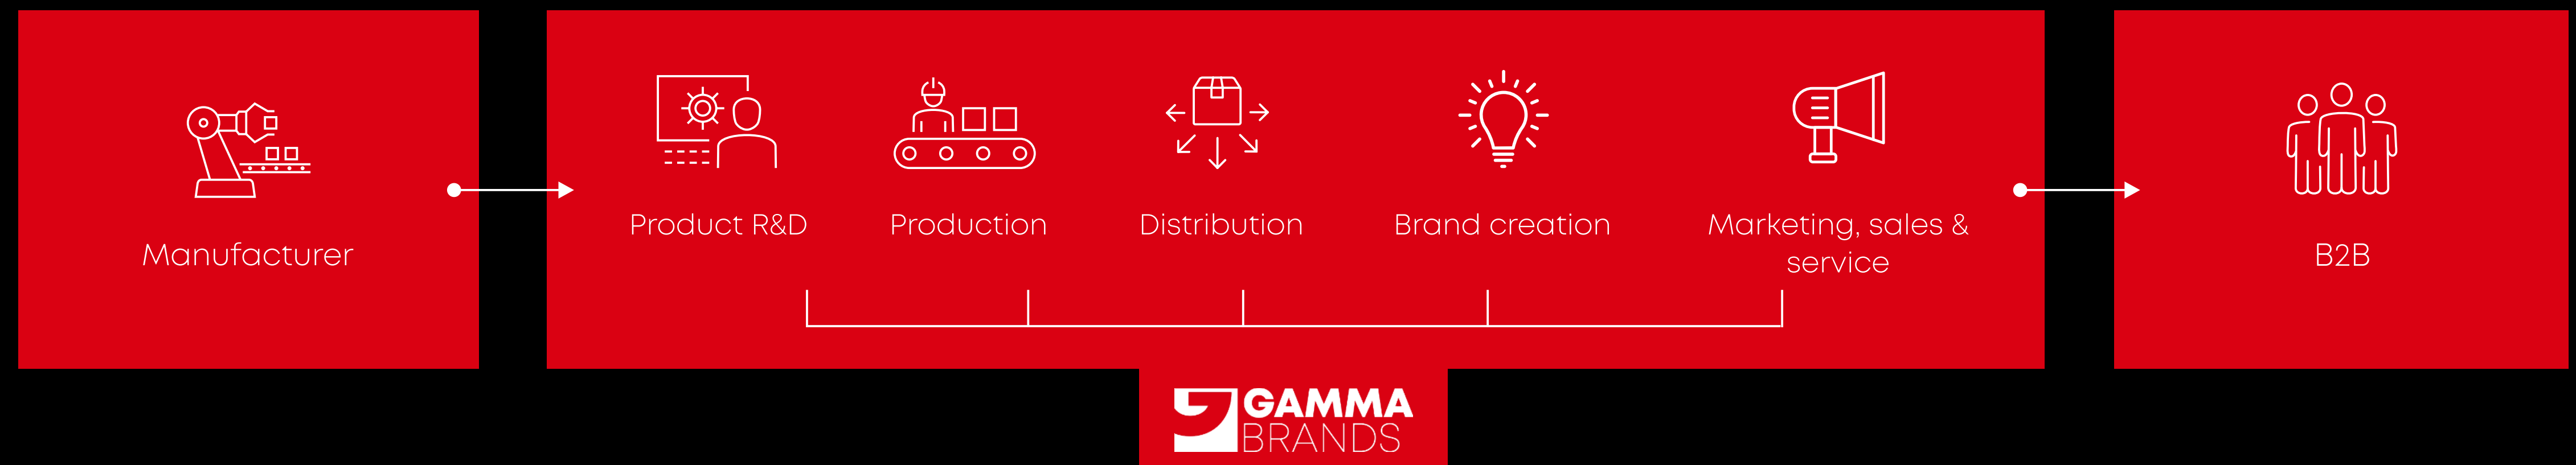 Manufacturer
Product R&D
Production
Distribution
Brand creation
Marketing, sales &
service
B2B
GAMMA
BRANDS